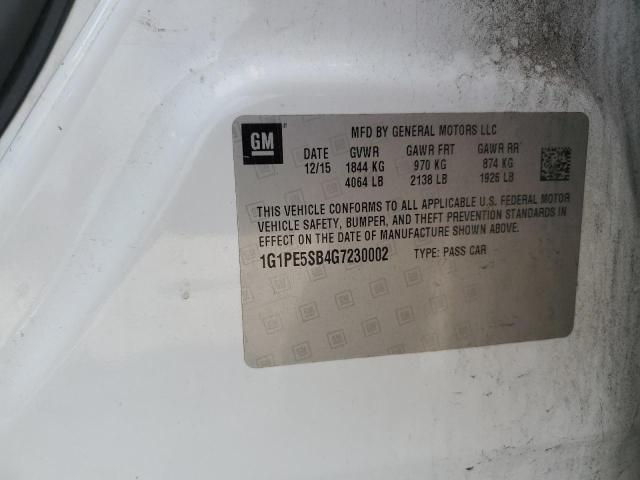 GM
MFD BY GENERAL MOTORS LLC
DATE GVWR GAWR FRT GAWR RR
12/15 1844 KG 970 KG 874 KG
4064 LB 2138 LB 1926 LB
THIS VEHICLE CONFORMS TO ALL APPLICABLE U.S. FEDERAL MOTOR
VEHICLE SAFETY, BUMPER, AND THEFT PREVENTION STANDARDS
IN EFFECT ON THE DATE OF MANUFACTURE SHOWN ABOVE.
1G1PE5SB4G7230002 TYPE: PASS CAR